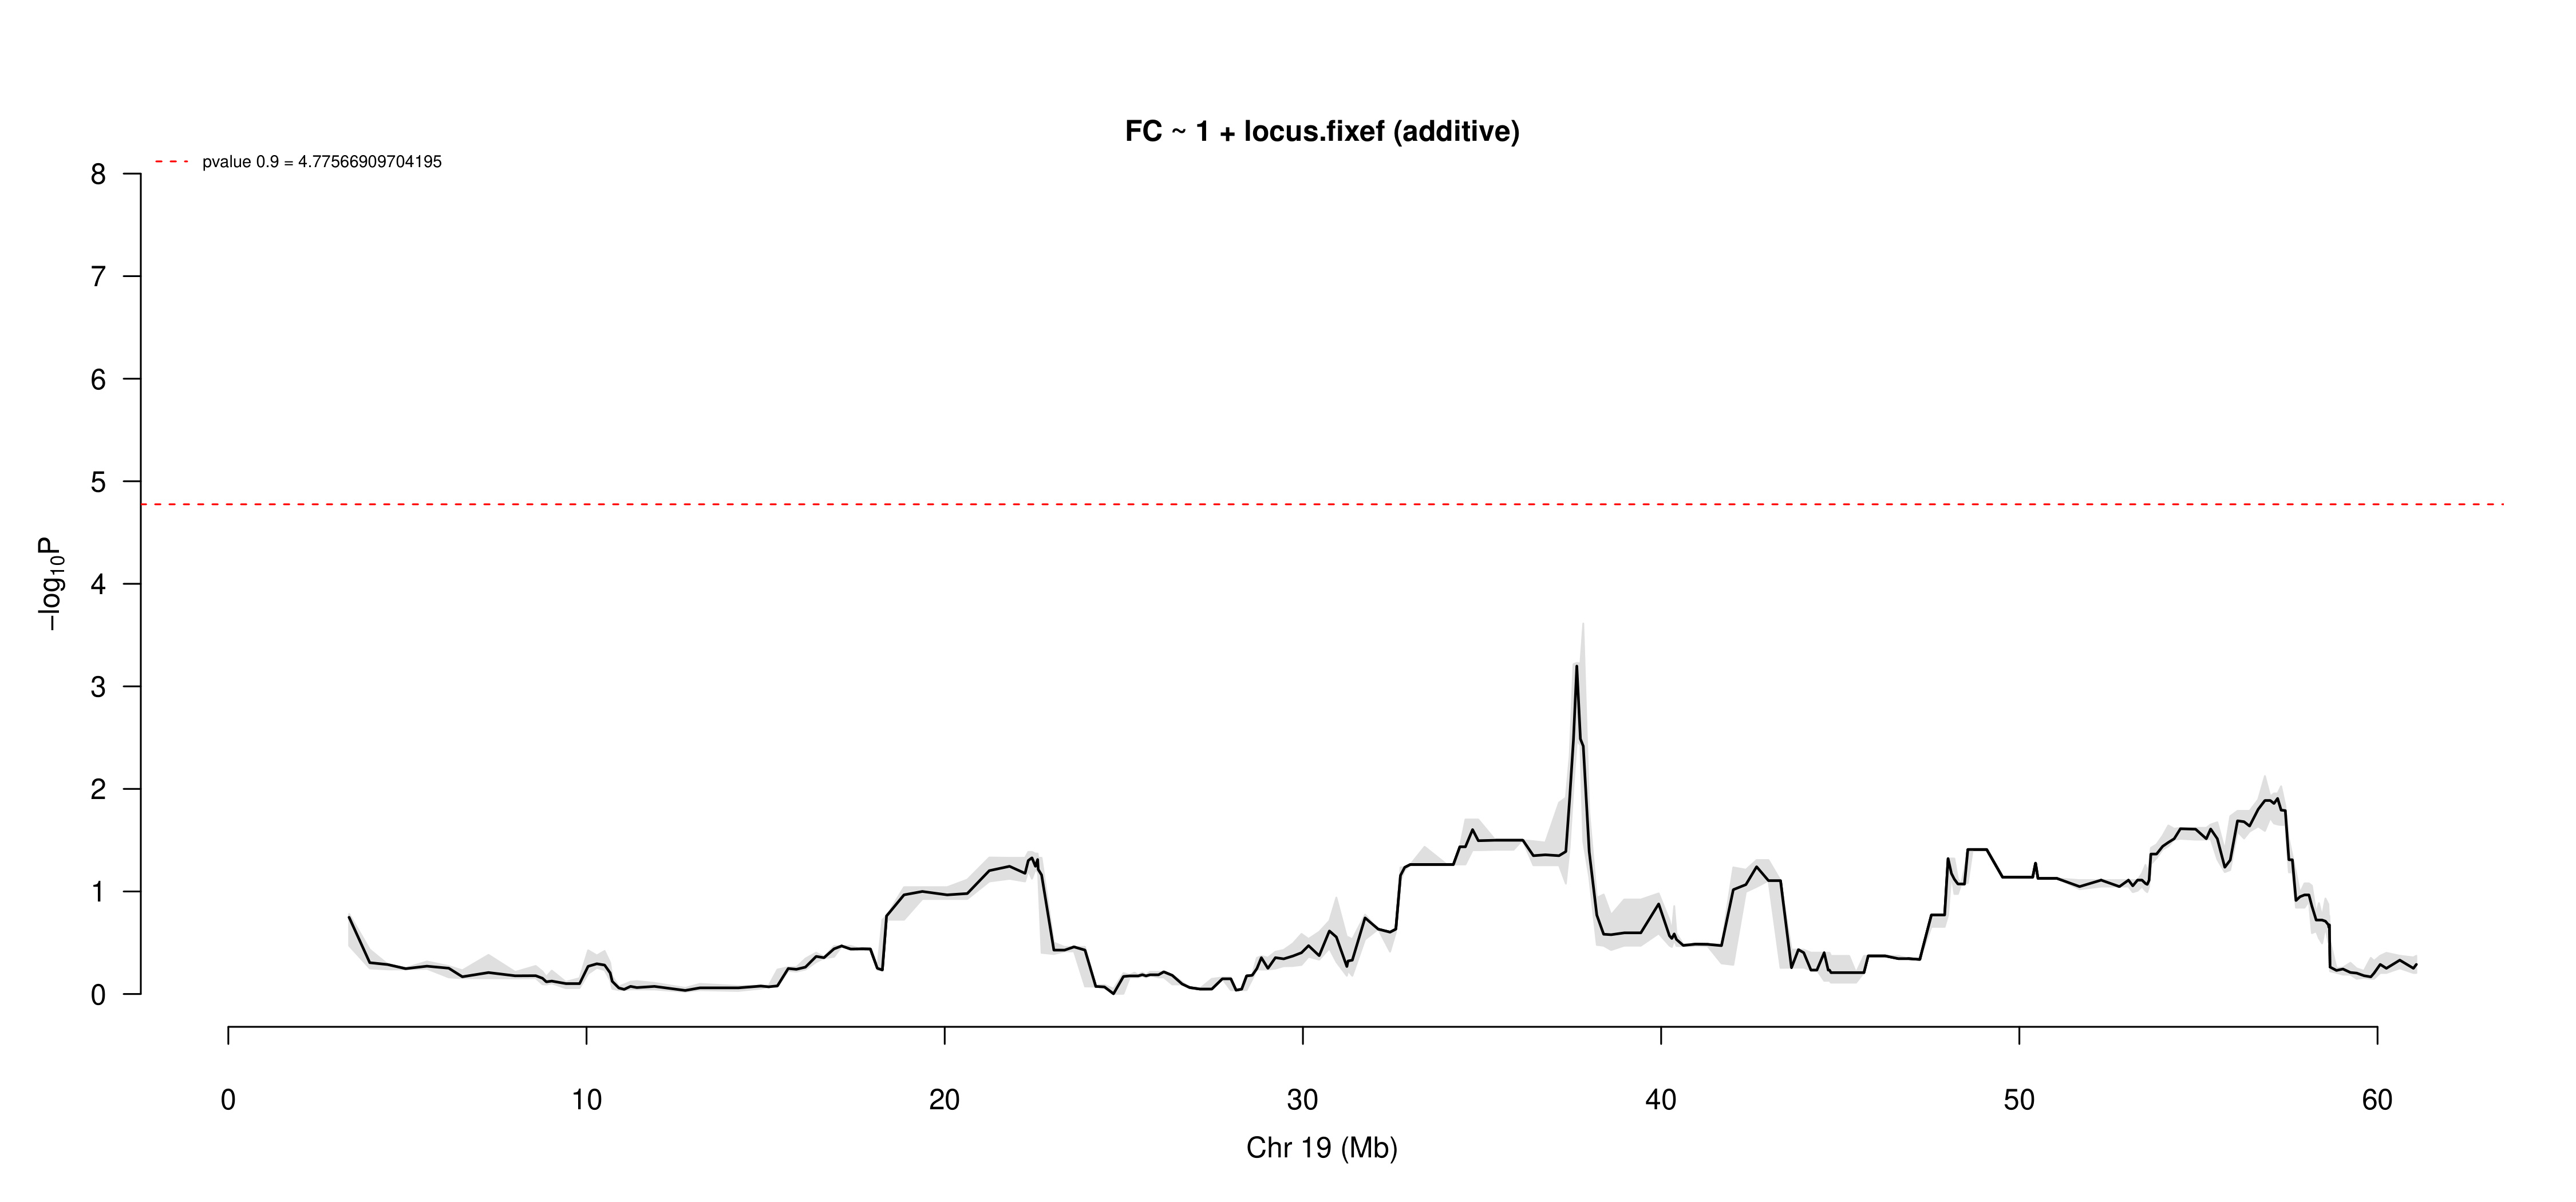 FC ~ 1 + locus.fixef (additive)
pvalue 0.9 = 4.77566909704195
8
7
6
5
4
3
2
1
0
−log10P
0 10 20 30 40 50 60
Chr 19 (Mb)